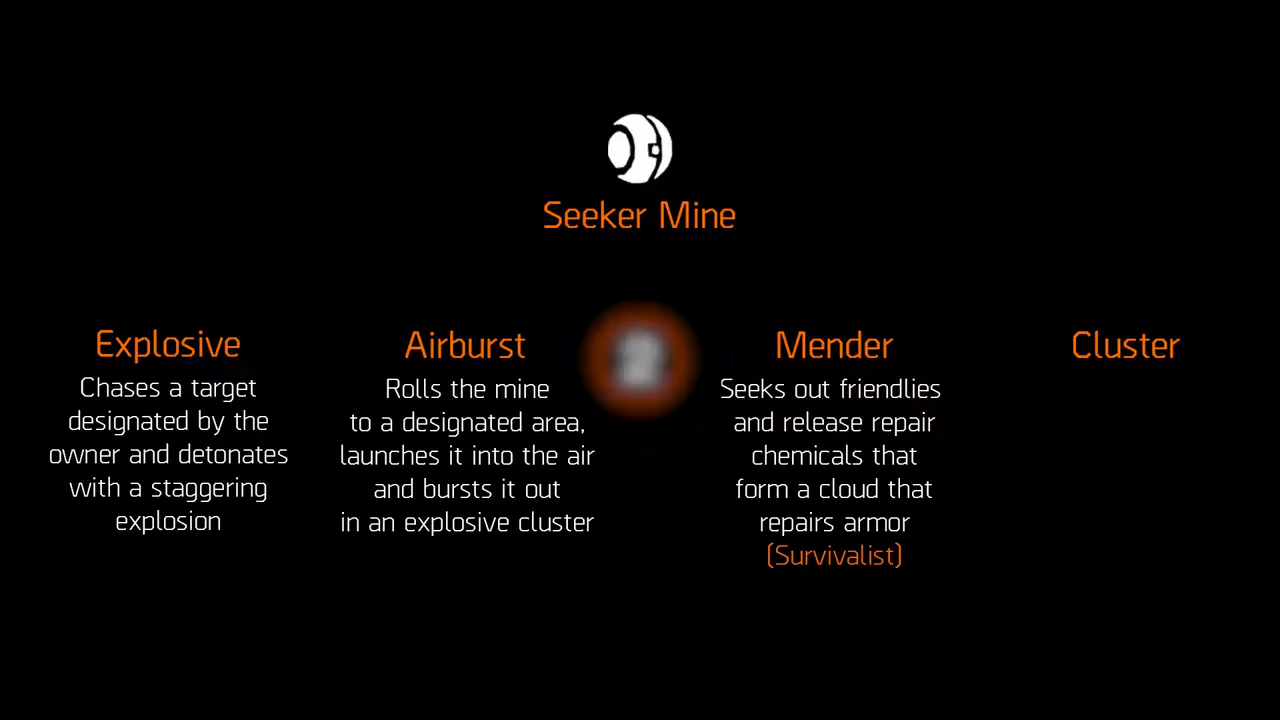 Seeker Mine
Explosive
Chases a target
designated by the
owner and detonates
with a staggering
explosion
Airburst
Rolls the mine
to a designated area,
launches it into the air
and bursts it out
in an explosive cluster
Mender
Seeks out friendlies
and release repair
chemicals that
form a cloud that
repairs armor
(Survivalist)
Cluster